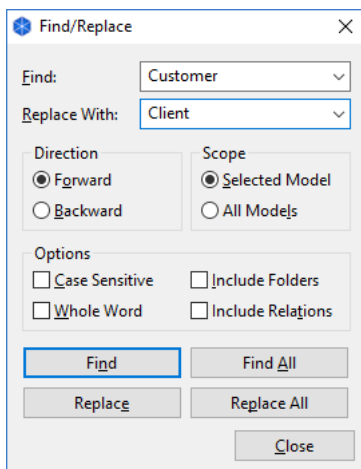 Find/Replace
Find: Customer
Replace With: Client
Direction Scope
Forward Selected Model
Backward All Models
Options
Case Sensitive Include Folders
Whole Word Include Relations
Find Find All
Replace Replace All
Close